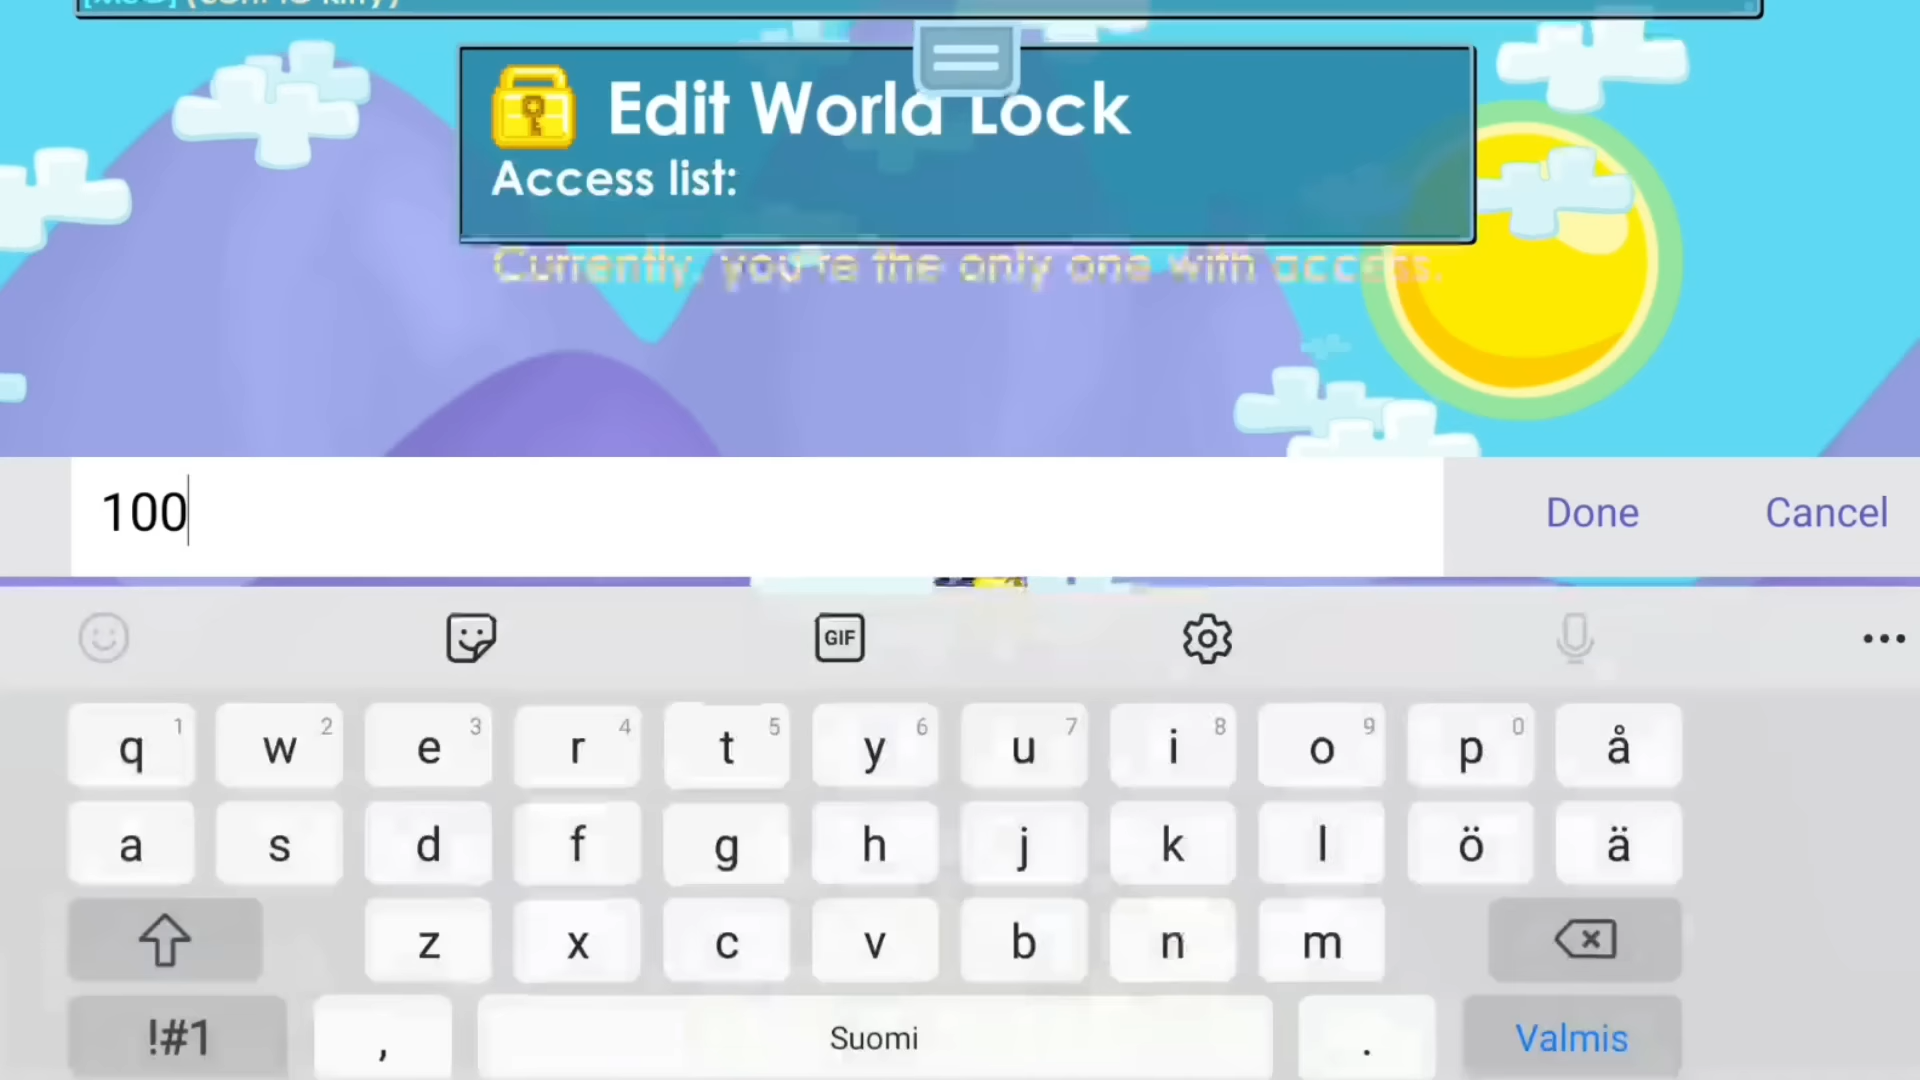 Edit World Lock
Access list:
Currently, you're the only one with access.
100
Done
Cancel
GIF
q 1 w 2 e 3 r 4 t 5 y 6 u 7 i 8 o 9 p 0 å
a s d f g h j k l ö ä
z x c v b n m
!#1 , Suomi . Valmis